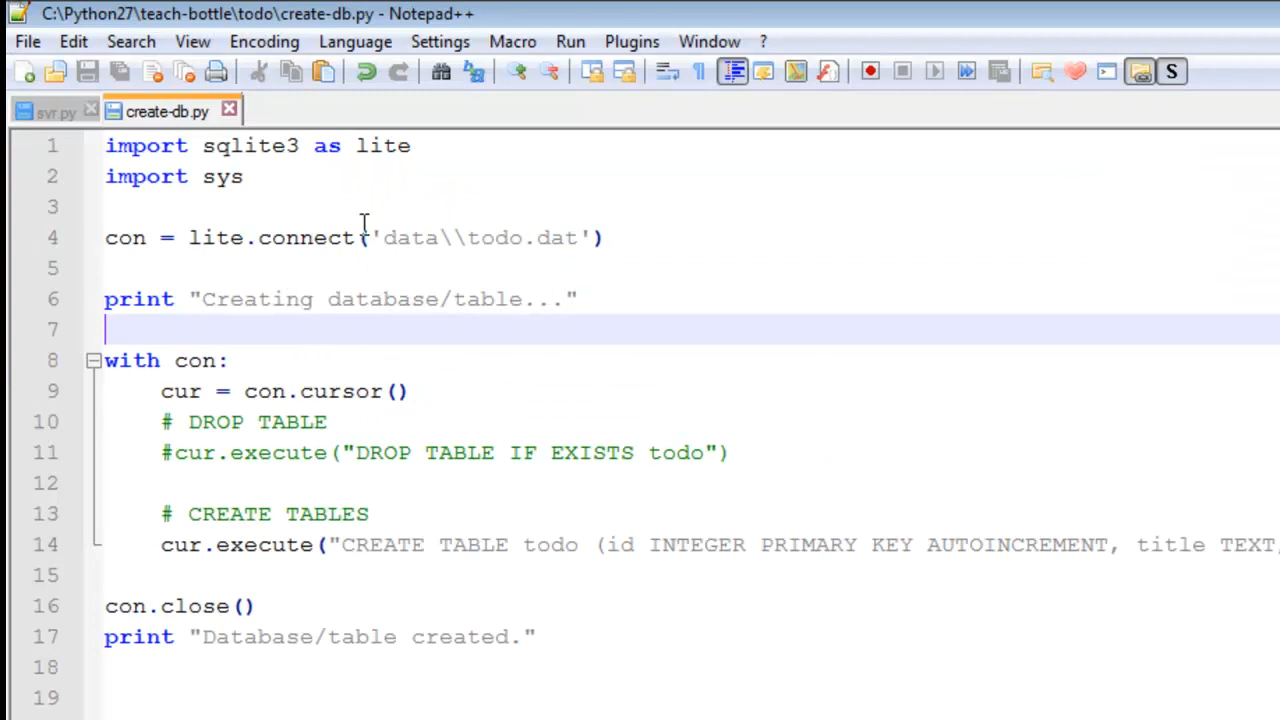 C:\Python27\teach-bottle\todo\create-db.py - Notepad++
File Edit Search View Encoding Language Settings Macro Run Plugins Window ?
S
svr.py create-db.py
1 import sqlite3 as lite
2 import sys
3
4 con = lite.connect('data\\todo.dat')
5
6 print "Creating database/table..."
7
8 with con:
9 cur = con.cursor()
10 # DROP TABLE
11 #cur.execute("DROP TABLE IF EXISTS todo")
12
13 # CREATE TABLES
14 cur.execute("CREATE TABLE todo (id INTEGER PRIMARY KEY AUTOINCREMENT, title TEXT,
15
16 con.close()
17 print "Database/table created."
18
19